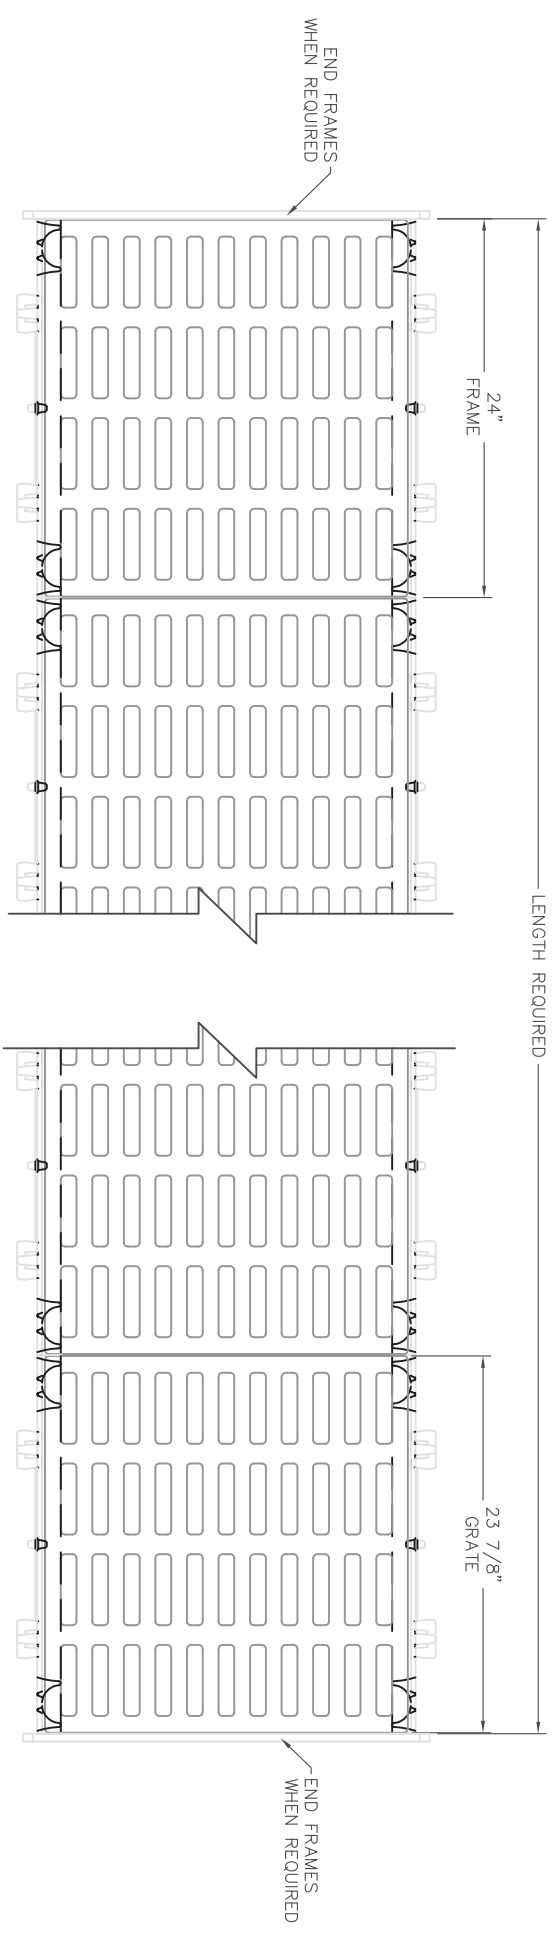 END FRAMES
WHEN REQUIRED
24"
FRAME
LENGTH REQUIRED
23 7/8"
GRATE
END FRAMES
WHEN REQUIRED